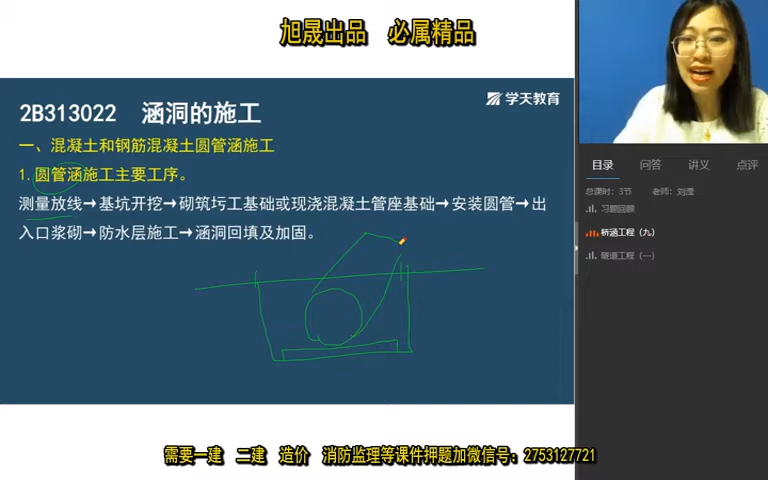 旭晟出品 必属精品
2B313022 涵洞的施工
学天教育
一、混凝土和钢筋混凝土圆管涵施工
1.圆管涵施工主要工序。
测量放线→基坑开挖→砌筑圬工基础或现浇混凝土管座基础→安装圆管→出
入口浆砌→防水层施工→涵洞回填及加固。
目录 问答 讲义 点评
总课时：3节 老师：刘滢
习题回顾
桥涵工程（九）
隧道工程（一）
需要一建 二建 造价 消防监理等课件押题加微信号：2753127721